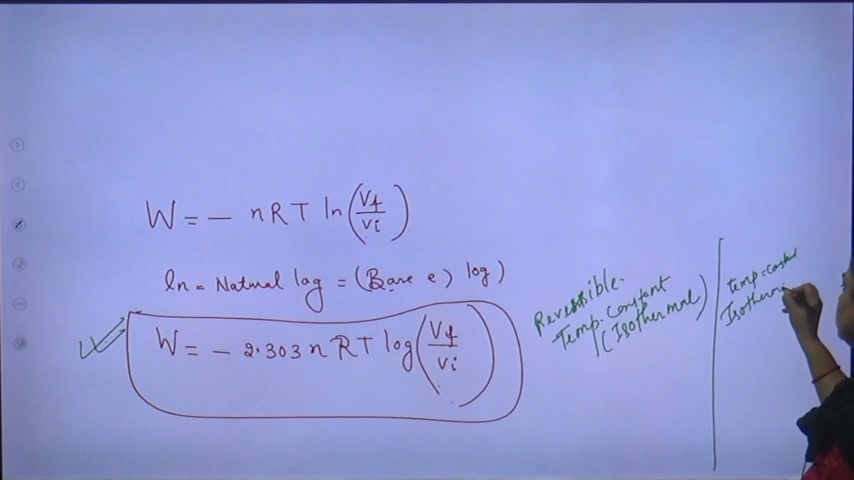 W = - nRT ln(Vf/Vi)
ln = Natural log = (Base e) log)
W = - 2.303 nRT log(Vf/Vi)
Reversible.
Temp-constant
(Isothermal)
temp=const
Isothermi